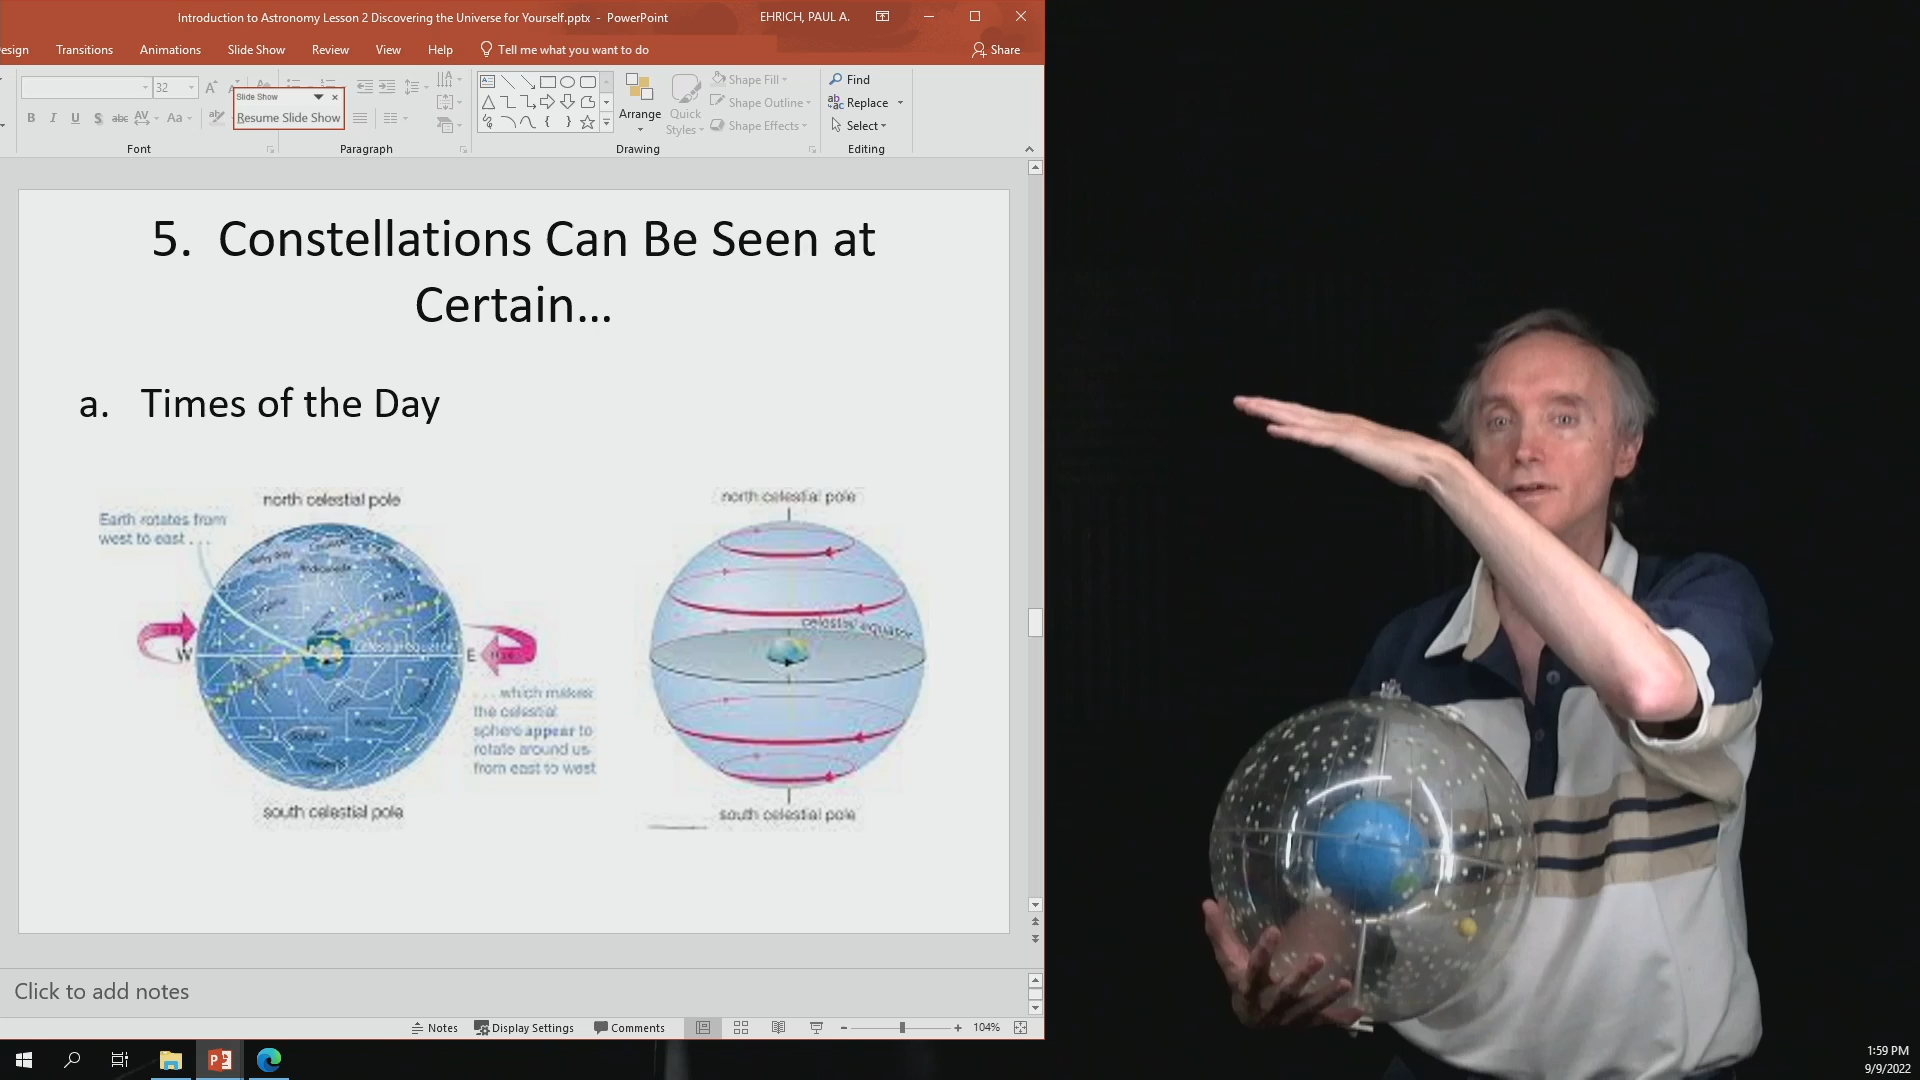 Introduction to Astronomy Lesson 2 Discovering the Universe for Yourself.pptx - PowerPoint
EHRICH, PAUL A.
esign Transitions Animations Slide Show Review View Help Tell me what you want to do Share
32
Slide Show
Resume Slide Show
Aa
Arrange
Quick
Styles
Shape Fill
Shape Outline
Shape Effects
Find
Replace
Select
Font Paragraph Drawing Editing
5. Constellations Can Be Seen at
Certain...
a. Times of the Day
north celestial pole
Earth rotates from
west to east . . .
W
E
. . . which makes
the celestial
sphere appear to
rotate around us
from east to west
south celestial pole
north celestial pole
celestial equator
south celestial pole
Click to add notes
Notes Display Settings Comments 104%
1:59 PM
9/9/2022